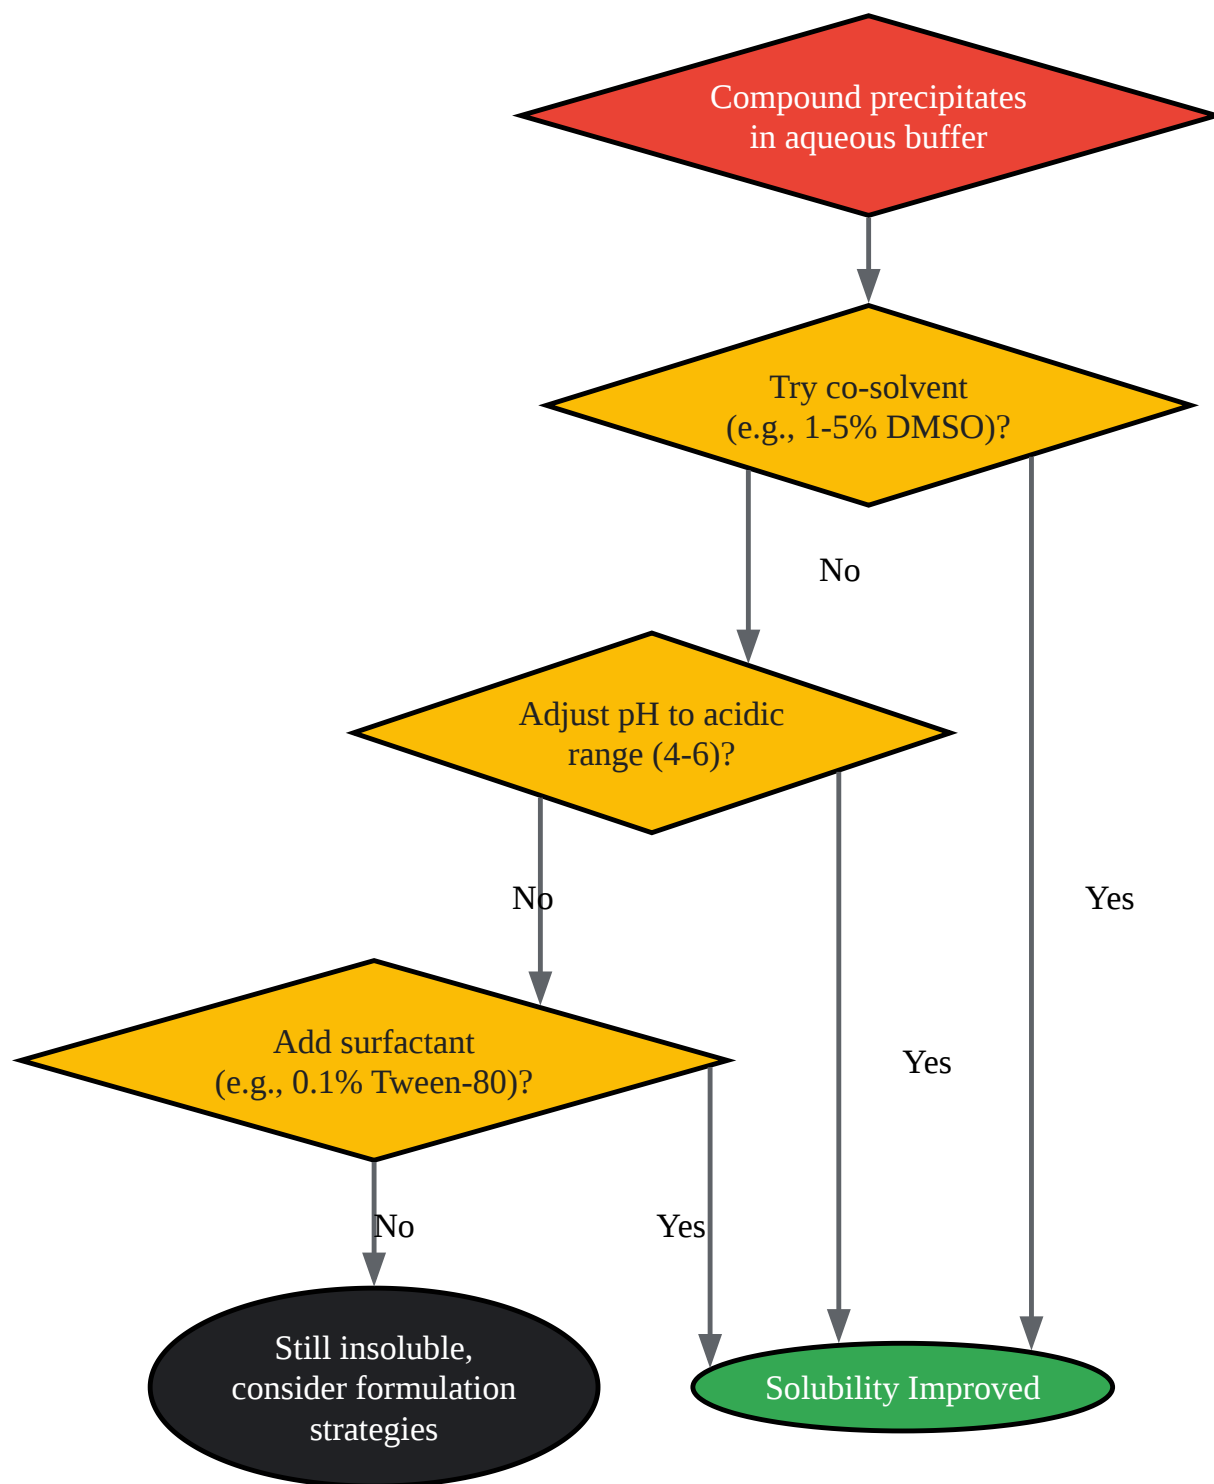 Compound precipitates
in aqueous buffer
Try co-solvent
(e.g., 1-5% DMSO)?
No
Adjust pH to acidic
range (4-6)?
No
Yes
Add surfactant
(e.g., 0.1% Tween-80)?
Yes
No
Yes
Still insoluble,
consider formulation
strategies
Solubility Improved